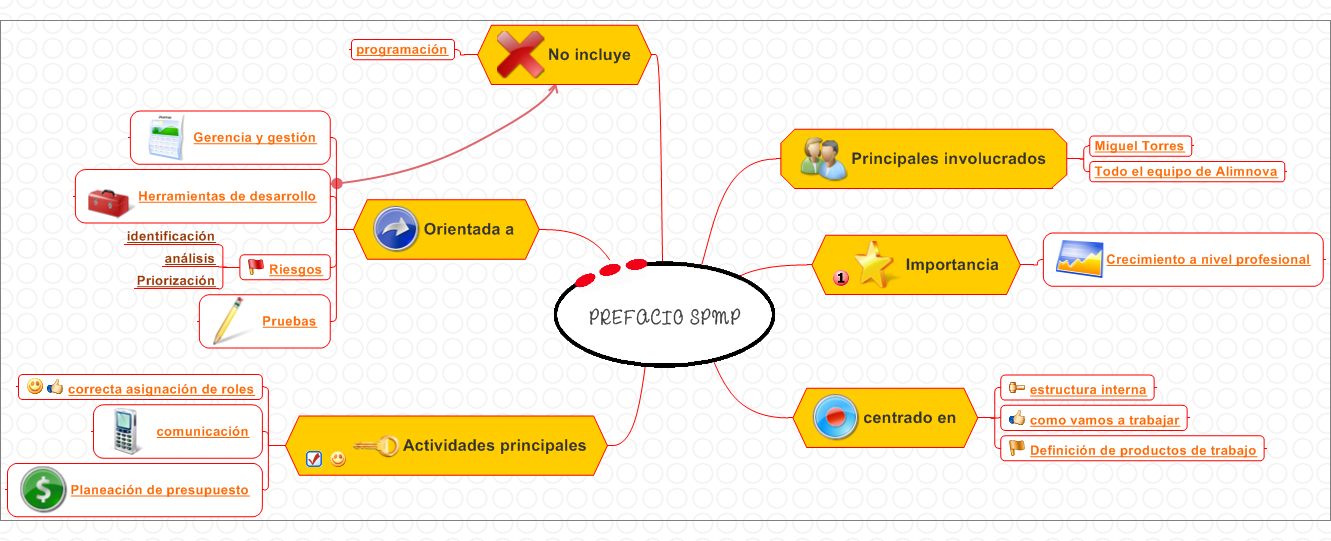 PREFACIO SPMP
No incluye
programación
Orientada a
Gerencia y gestión
Herramientas de desarrollo
Riesgos
identificación
análisis
Priorización
Pruebas
Actividades principales
correcta asignación de roles
comunicación
Planeación de presupuesto
Principales involucrados
Miguel Torres
Todo el equipo de Alimnova
1
Importancia
Crecimiento a nivel profesional
centrado en
estructura interna
como vamos a trabajar
Definición de productos de trabajo
$